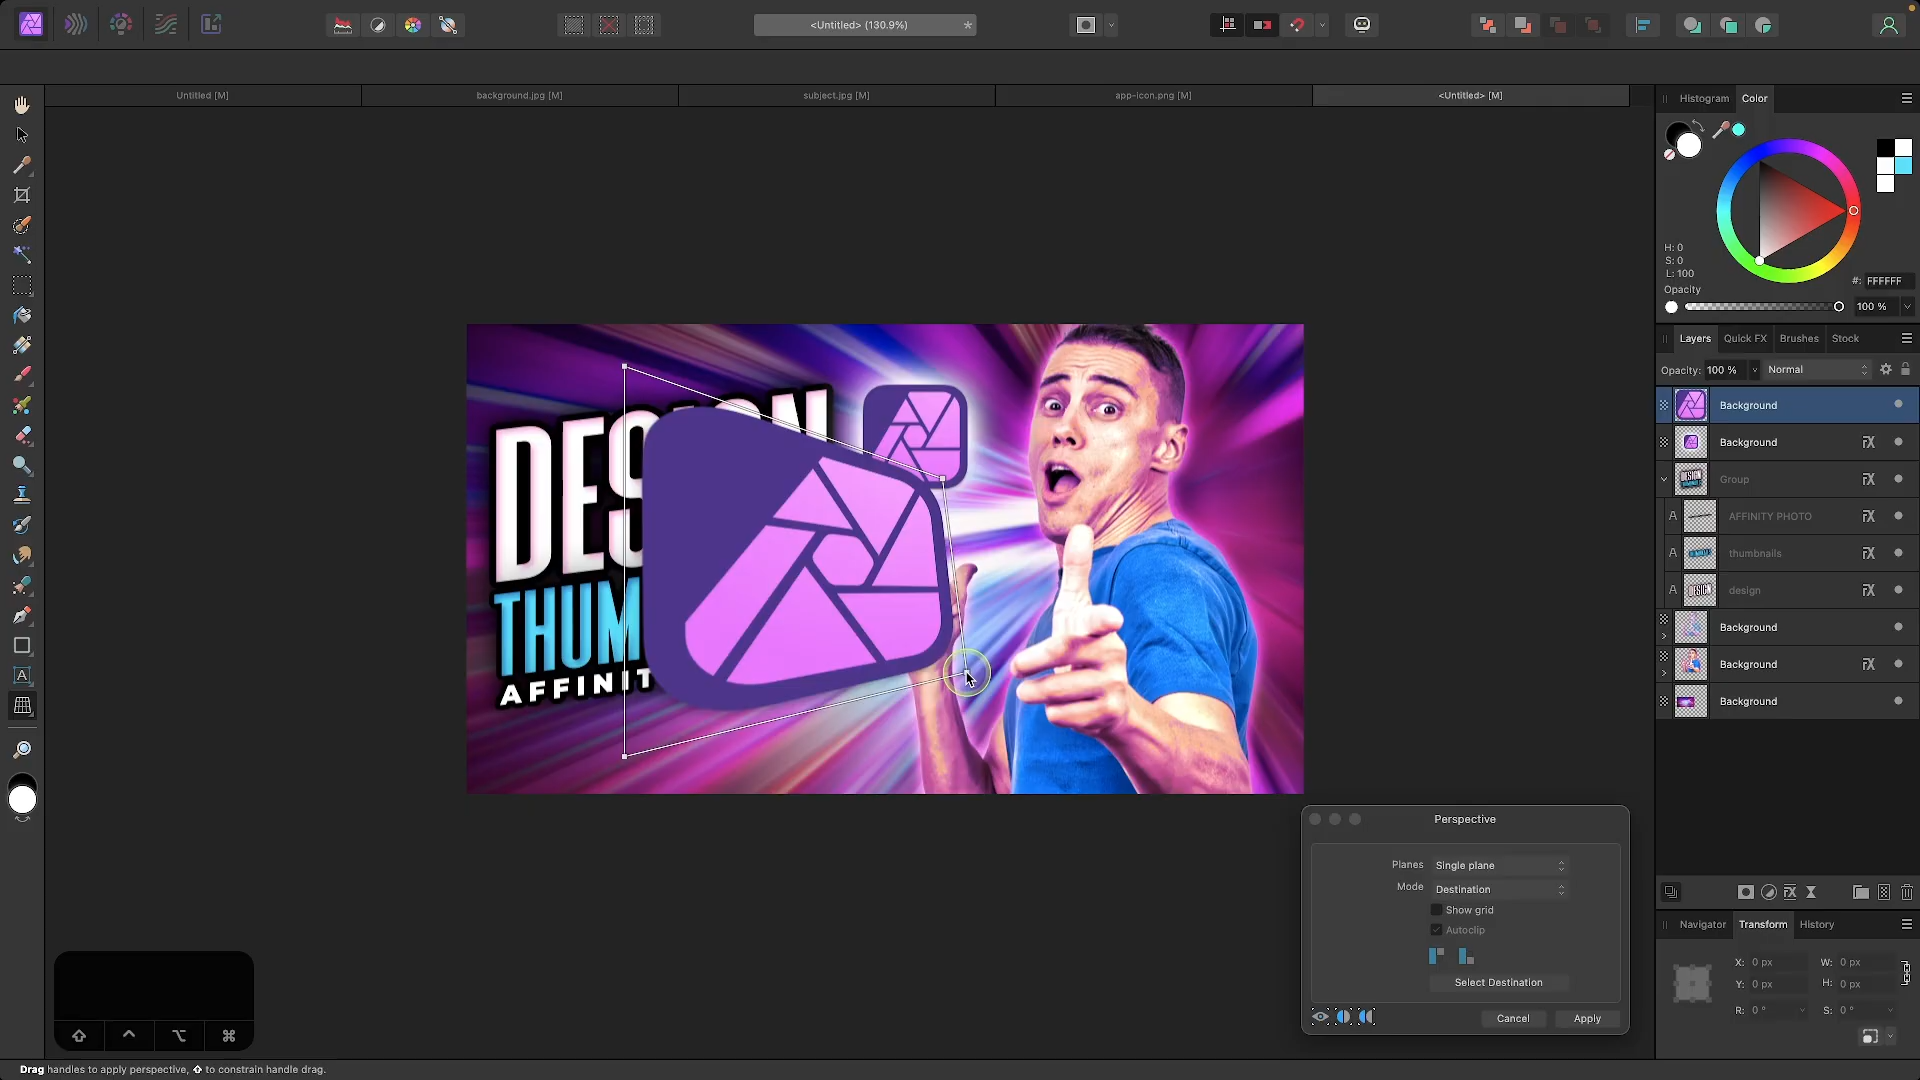 <Untitled> (130.9%)
*
Untitled [M]
background.jpg [M]
subject.jpg [M]
app-icon.png [M]
<Untitled> [M]
Histogram
Color
H: 0
S: 0
L: 100
#: FFFFFF
Opacity
100 %
Layers
Quick FX
Brushes
Stock
Opacity: 100 %
Normal
Background
Background
Group
A AFFINITY PHOTO
A thumbnails
A design
Background
Background
Background
DESIGN
THUM
AFFINIT
Perspective
Planes Single plane
Mode Destination
Show grid
Autoclip
Select Destination
Cancel
Apply
Navigator
Transform
History
X: 0 px
W: 0 px
Y: 0 px
H: 0 px
R: 0 °
S: 0 °
Drag handles to apply perspective, ⇧ to constrain handle drag.